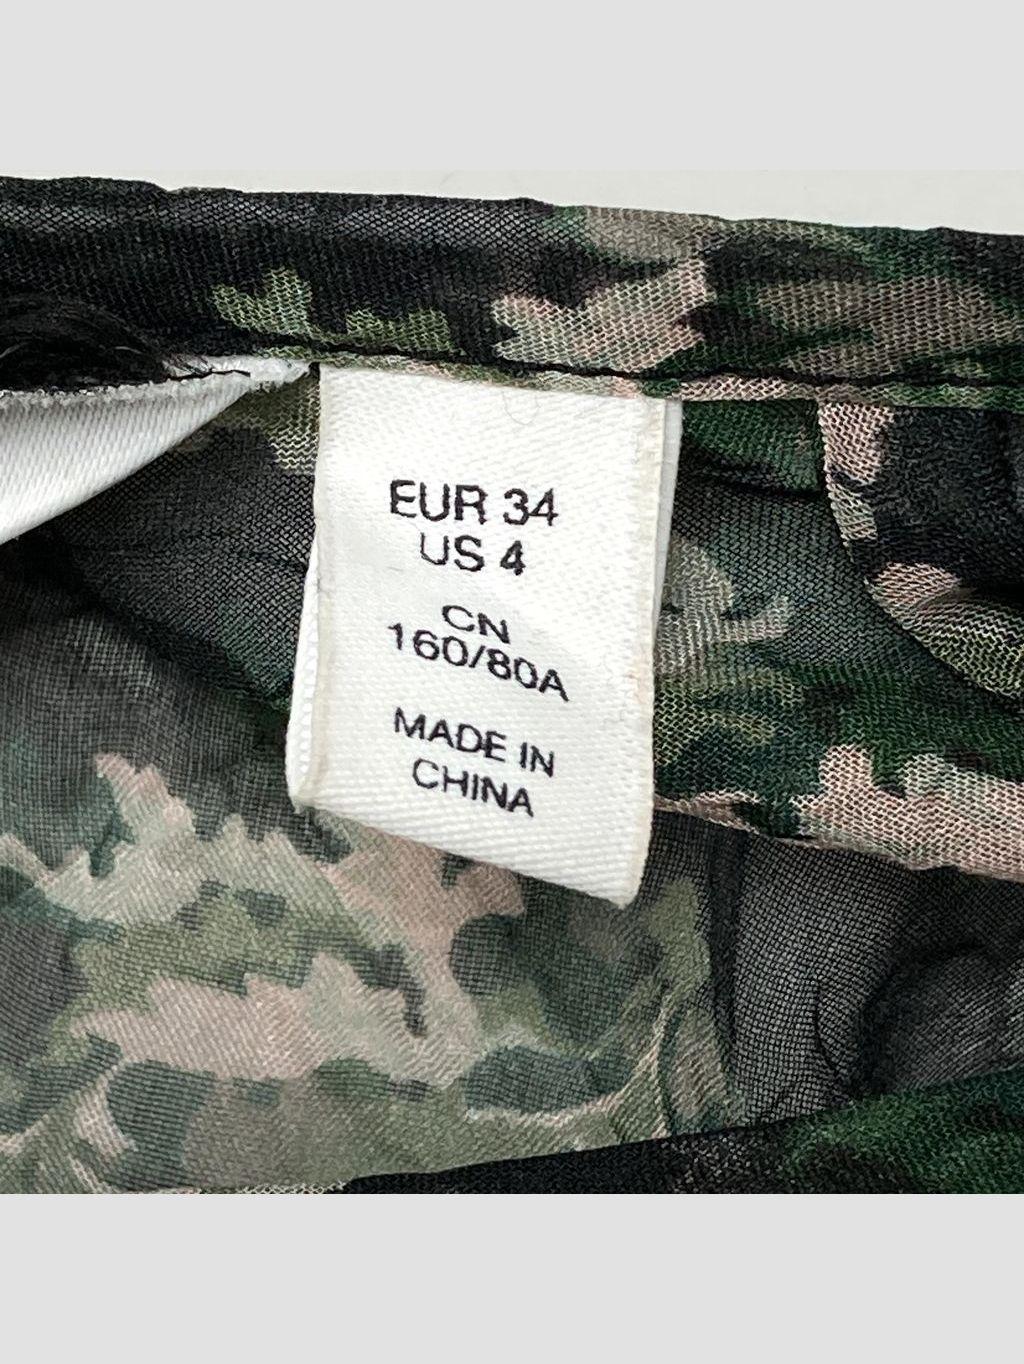 EUR 34
US 4
CN
160/80A
MADE IN
CHINA